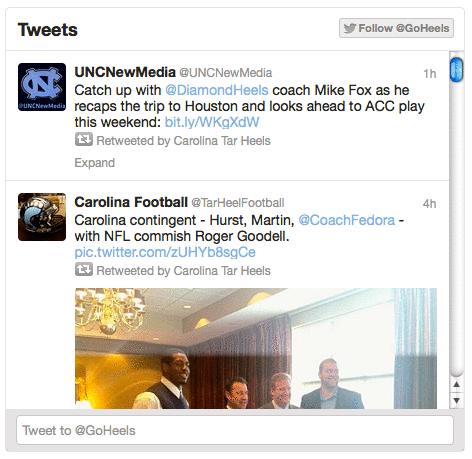 Tweets
Follow @GoHeels
UNCNewMedia @UNCNewMedia 1h
@UNCNewMedia
Catch up with @DiamondHeels coach Mike Fox as he
recaps the trip to Houston and looks ahead to ACC play
this weekend: bit.ly/WKgXdW
Retweeted by Carolina Tar Heels
Expand
Carolina Football @TarHeelFootball 4h
Carolina contingent - Hurst, Martin, @CoachFedora -
with NFL commish Roger Goodell.
pic.twitter.com/zUHYb8sgCe
Retweeted by Carolina Tar Heels
Tweet to @GoHeels